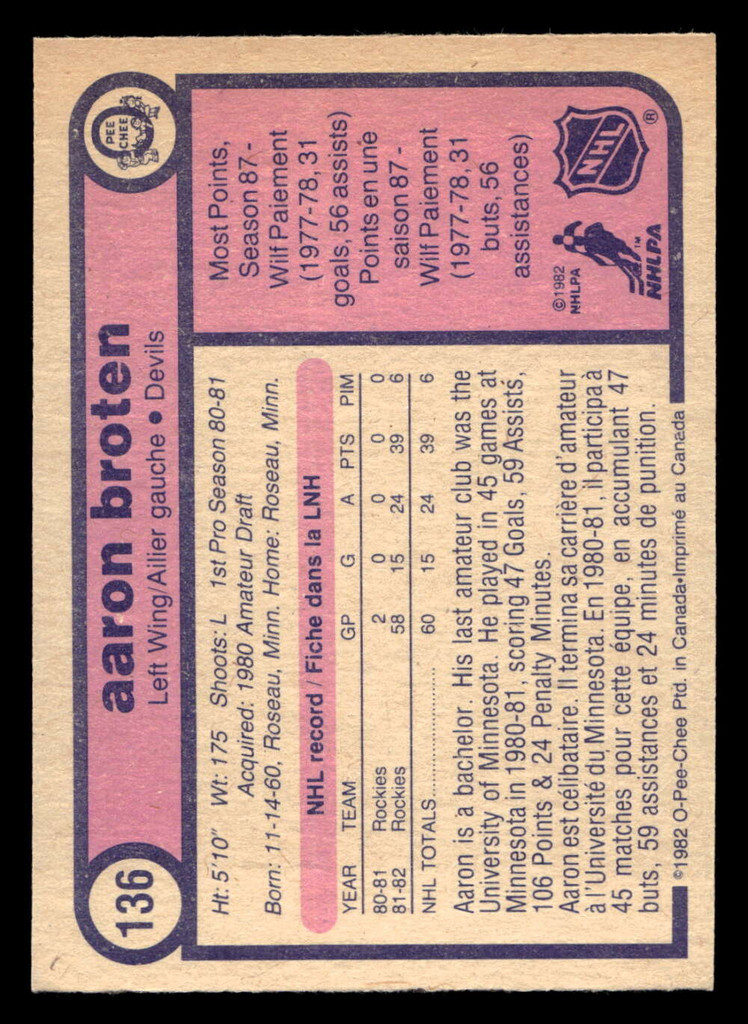 136
aaron broten
Left Wing/Ailier gauche • Devils
O
PEE
CHEE
Ht: 5'10" Wt: 175 Shoots: L 1st Pro Season 80-81
Acquired: 1980 Amateur Draft
Born: 11-14-60, Roseau, Minn. Home: Roseau, Minn.
NHL record / Fiche dans la LNH
YEAR TEAM GP G A PTS PIM
80-81 Rockies 2 0 0 0 0
81-82 Rockies 58 15 24 39 6
NHL TOTALS 60 15 24 39 6
Aaron is a bachelor. His last amateur club was the
University of Minnesota. He played in 45 games at
Minnesota in 1980-81, scoring 47 Goals, 59 Assists,
106 Points & 24 Penalty Minutes.
Aaron est célibataire. Il termina sa carrière d'amateur
à l'Université du Minnesota. En 1980-81, il participa à
45 matches pour cette équipe, en accumulant 47
buts, 59 assistances et 24 minutes de punition.
©1982 O-Pee-Chee Ptd. in Canada•Imprimé au Canada
Most Points,
Season 87 -
Wilf Paiement
(1977-78, 31
goals, 56 assists)
Points en une
saison 87 -
Wilf Paiement
(1977-78, 31
buts, 56
assistances)
©1982
NHLPA
NHLPA™
NHL®